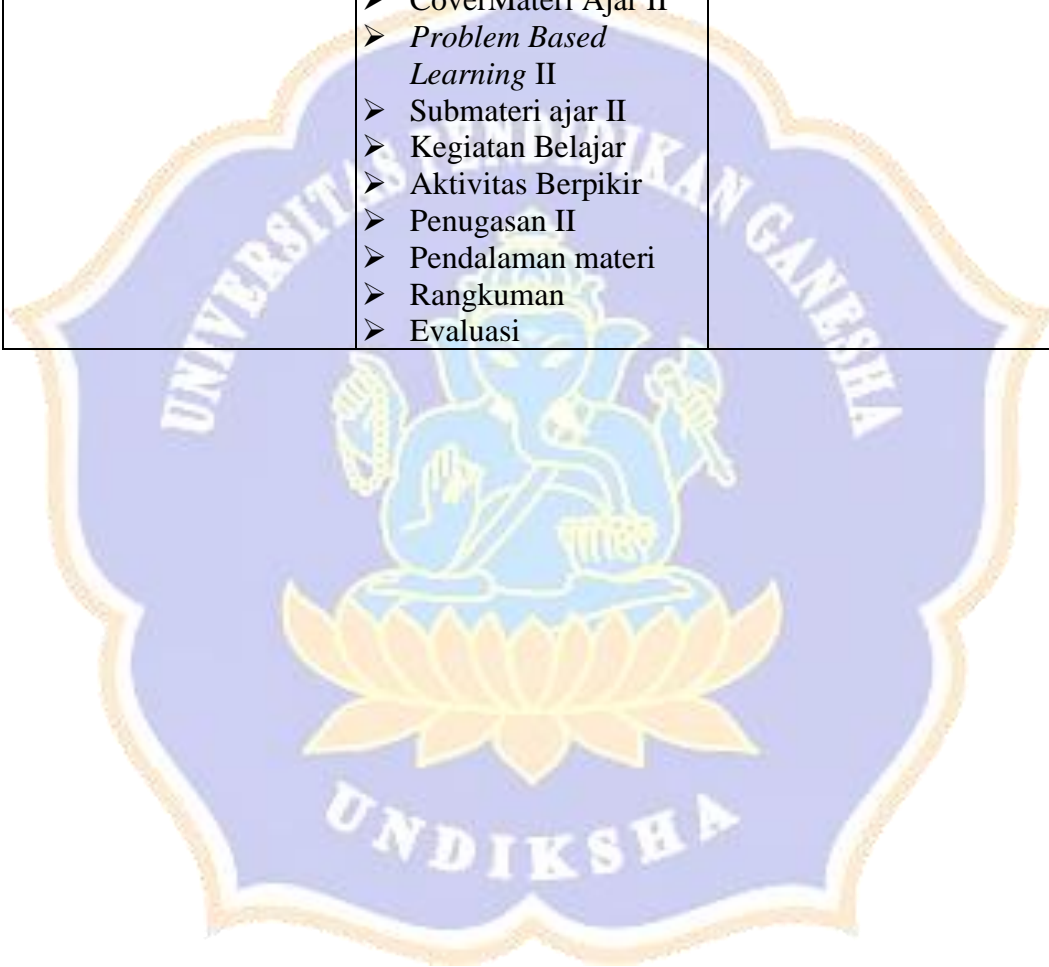 ➤ CoverMateri Ajar II
➤ Problem Based
Learning II
➤ Submateri ajar II
➤ Kegiatan Belajar
➤ Aktivitas Berpikir
➤ Penugasan II
➤ Pendalaman materi
➤ Rangkuman
➤ Evaluasi
UNIVERSITAS PENDIDIKAN GANESHA
UNDIKSHA